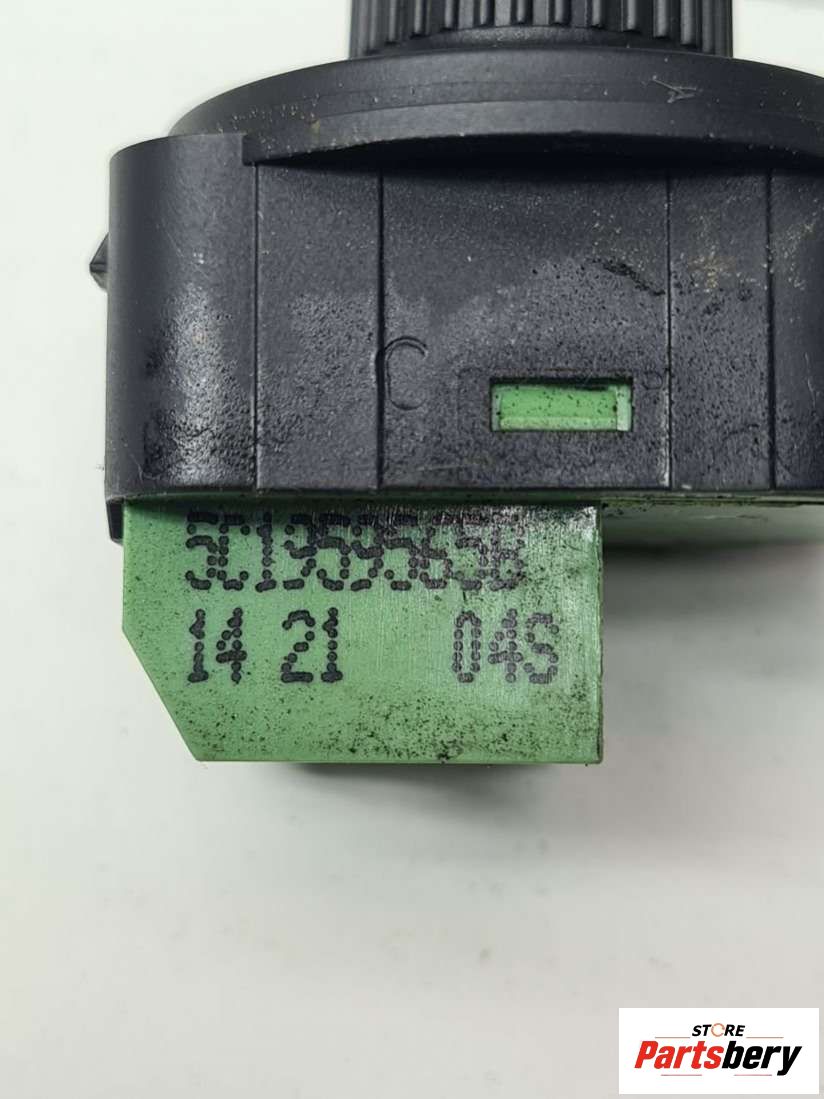 C
5C1959565B
14 21 04S
STORE
Partsbery